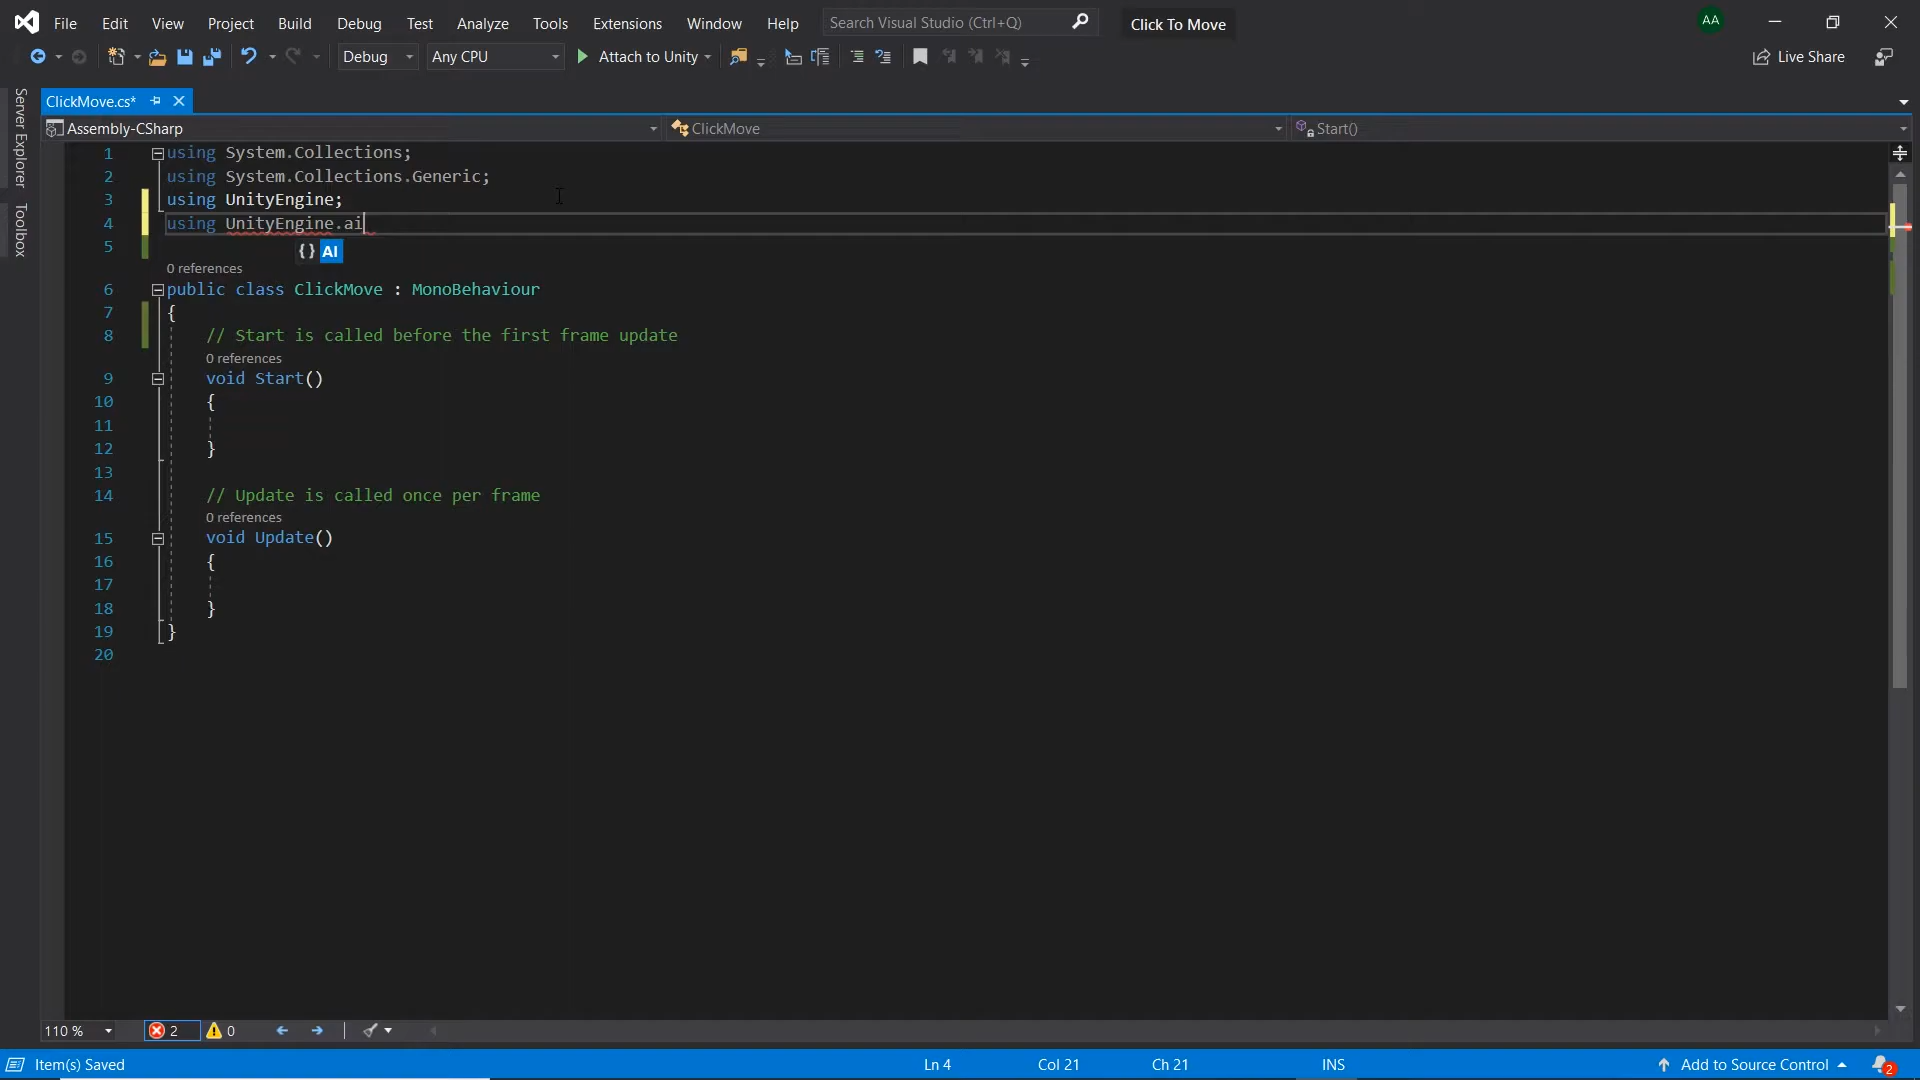 File Edit View Project Build Debug Test Analyze Tools Extensions Window Help Search Visual Studio (Ctrl+Q) Click To Move AA
Debug Any CPU Attach to Unity Live Share
Server Explorer
Toolbox
ClickMove.cs*
Assembly-CSharp ClickMove Start()
1 using System.Collections;
2 using System.Collections.Generic;
3 using UnityEngine;
4 using UnityEngine.ai
5 { } AI
0 references
6 public class ClickMove : MonoBehaviour
7 {
8 // Start is called before the first frame update
0 references
9 void Start()
10 {
11
12 }
13
14 // Update is called once per frame
0 references
15 void Update()
16 {
17
18 }
19 }
20
110 % 2 0
Item(s) Saved Ln 4 Col 21 Ch 21 INS Add to Source Control 2